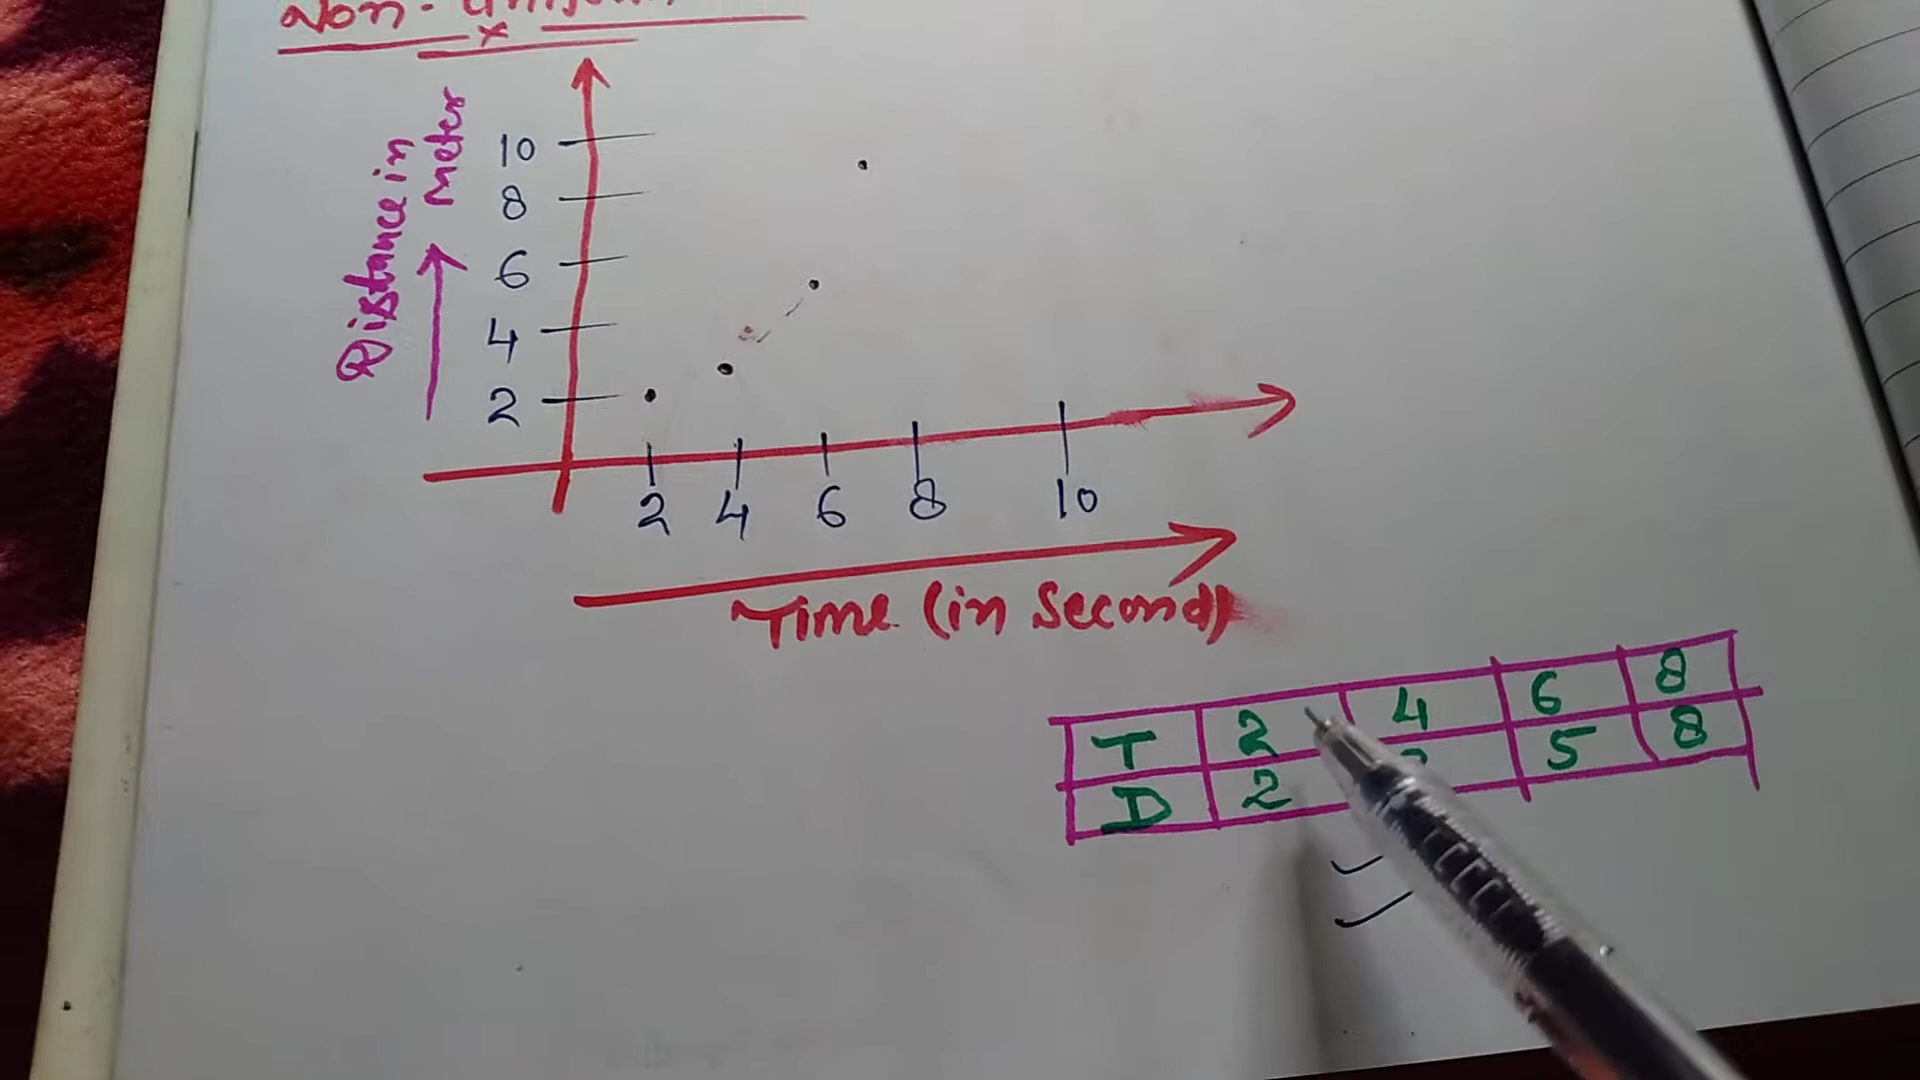 Non-
Distance in
Meter
10
8
6
4
2
2 4 6 8 10
Time (in Second)
T 2 4 6 8
D 2 5 8